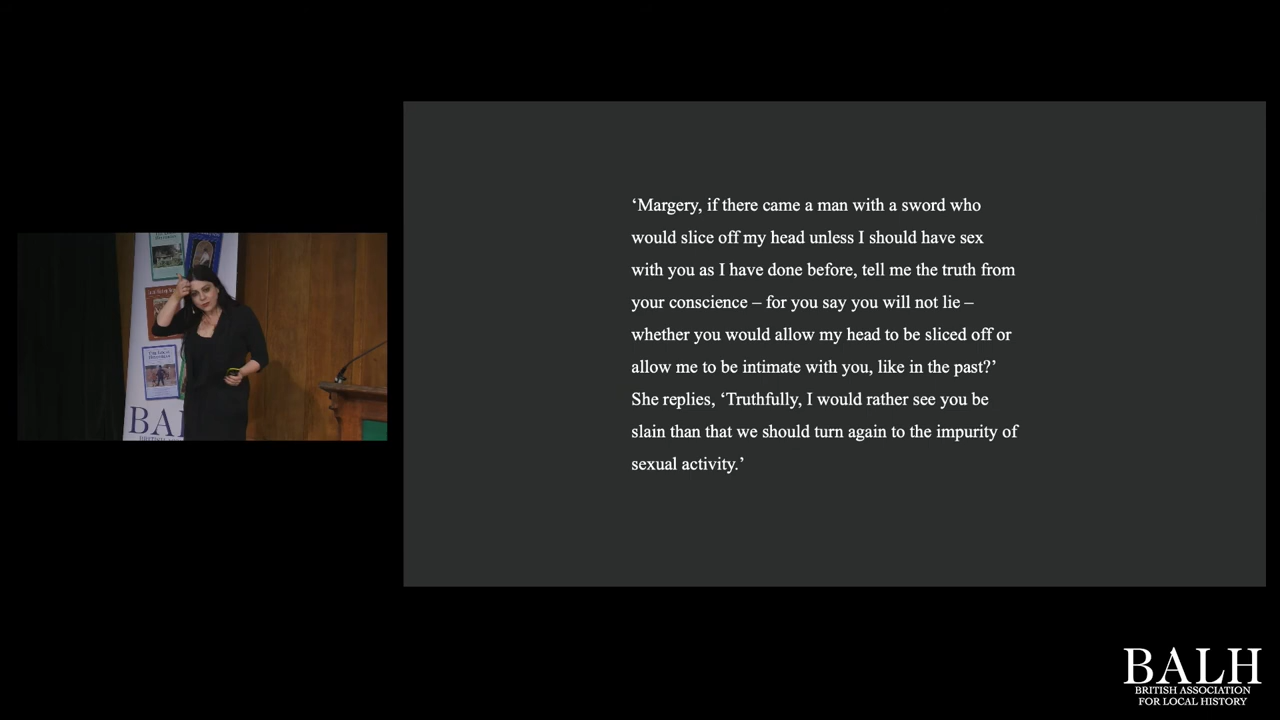 ‘Margery, if there came a man with a sword who
would slice off my head unless I should have sex
with you as I have done before, tell me the truth from
your conscience – for you say you will not lie –
whether you would allow my head to be sliced off or
allow me to be intimate with you, like in the past?’
She replies, ‘Truthfully, I would rather see you be
slain than that we should turn again to the impurity of
sexual activity.’
BAL
BALH
BRITISH ASSOCIATION
FOR LOCAL HISTORY